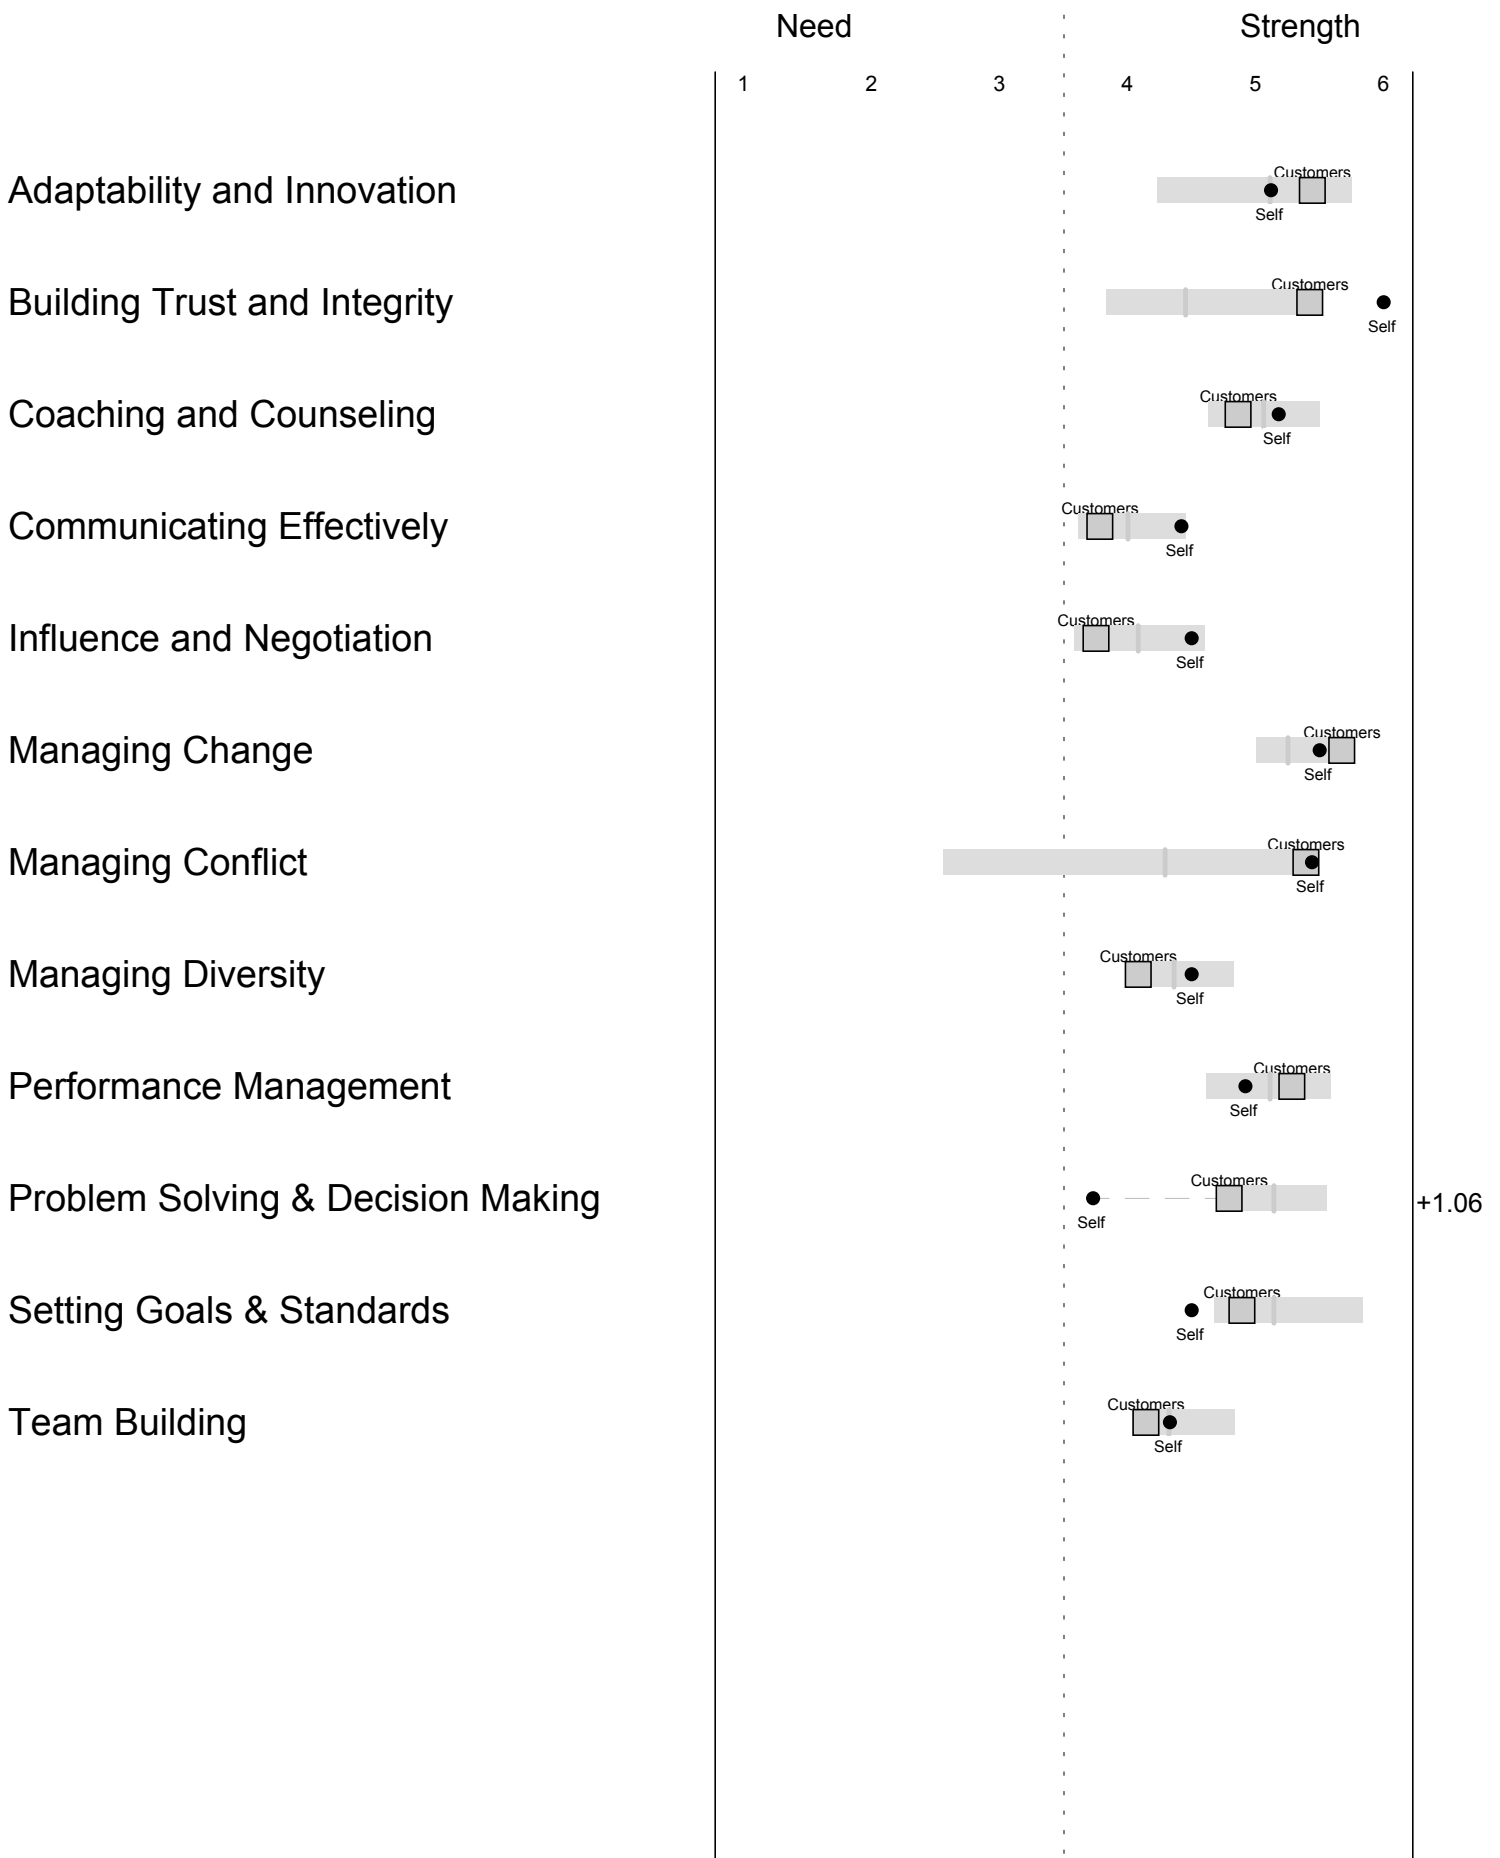 Need Strength
1 2 3 4 5 6
Customers
Adaptability and Innovation
Self
Customers
Building Trust and Integrity
Self
Customers
Coaching and Counseling
Self
Customers
Communicating Effectively
Self
Customers
Influence and Negotiation
Self
Customers
Managing Change
Self
Customers
Managing Conflict
Self
Customers
Managing Diversity
Self
Customers
Performance Management
Self
Customers
Problem Solving & Decision Making +1.06
Self
Customers
Setting Goals & Standards
Self
Customers
Team Building
Self